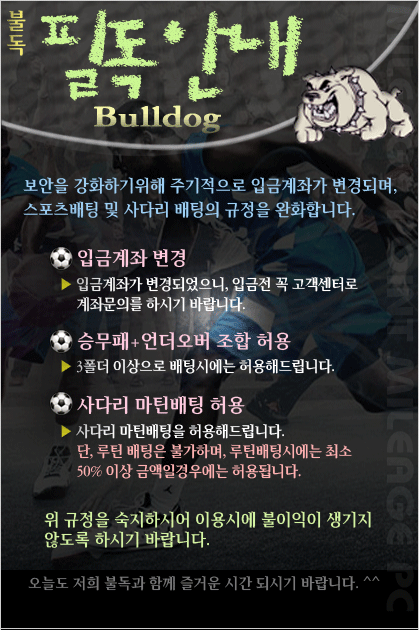 불독
필독 안내
Bulldog
보안을 강화하기위해 주기적으로 입금계좌가 변경되며,
스포츠배팅 및 사다리 배팅의 규정을 완화합니다.
입금계좌 변경
입금계좌가 변경되었으니, 입금전 꼭 고객센터로
계좌문의를 하시기 바랍니다.
승무패+언더오버 조합 허용
3폴더 이상으로 배팅시에는 허용해드립니다.
사다리 마틴배팅 허용
사다리 마틴배팅을 허용해드립니다.
단, 루틴 배팅은 불가하며, 루틴배팅시에는 최소
50% 이상 금액일경우에는 허용됩니다.
위 규정을 숙지하시어 이용시에 불이익이 생기지
않도록 하시기 바랍니다.
오늘도 저희 불독과 함께 즐거운 시간 되시기 바랍니다. ^^
MILEAGE PC